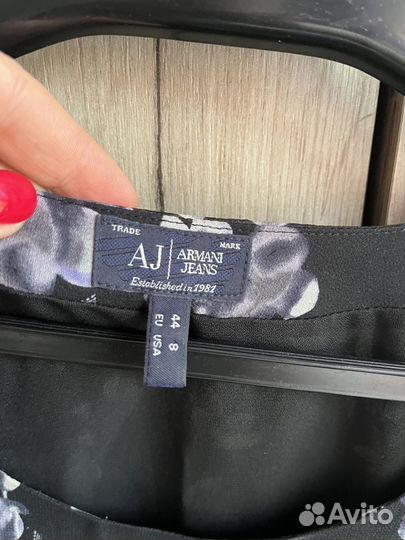 TRADE MARK
AJ ARMANI
JEANS
Established in 1981
EU 44
USA 8
Avito